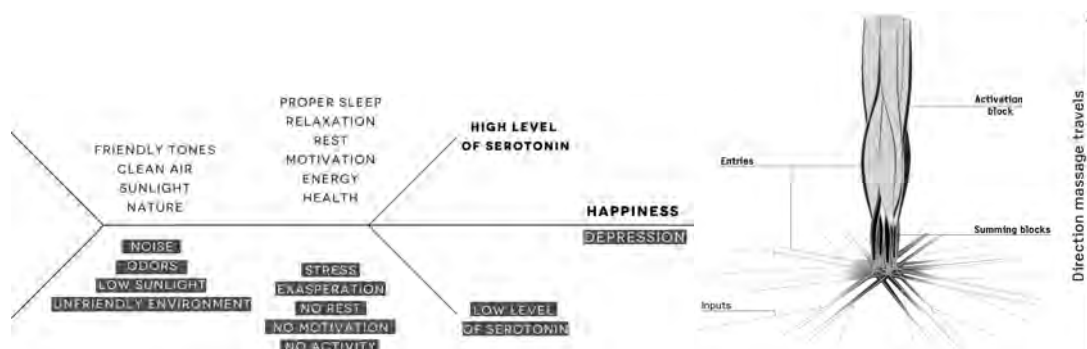 FRIENDLY TONES
CLEAN AIR
SUNLIGHT
NATURE
NOISE
ODORS
LOW SUNLIGHT
UNFRIENDLY ENVIRONMENT
PROPER SLEEP
RELAXATION
REST
MOTIVATION
ENERGY
HEALTH
STRESS
EXASPERATION
NO REST
NO MOTIVATION
NO ACTIVITY
HIGH LEVEL
OF SEROTONIN
HAPPINESS
DEPRESSION
LOW LEVEL
OF SEROTONIN
Activation
block
Entries
Summing blocks
Inputs
Direction massage travels